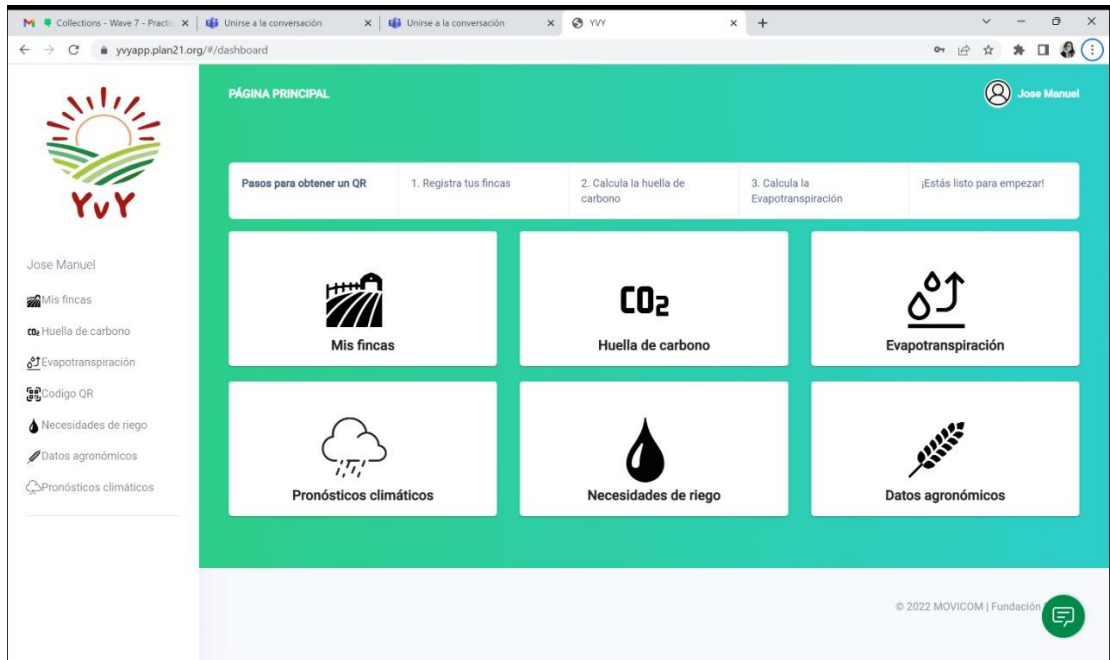 Collections - Wave 7 - Practic
Unirse a la conversación
Unirse a la conversación
YVY
yvyapp.plan21.org/#/dashboard
YvY
Jose Manuel
Mis fincas
CO₂ Huella de carbono
Evapotranspiración
Codigo QR
Necesidades de riego
Datos agronómicos
Pronósticos climáticos
PÁGINA PRINCIPAL
Jose Manuel
Pasos para obtener un QR
1. Registra tus fincas
2. Calcula la huella de
carbono
3. Calcula la
Evapotranspiración
¡Estás listo para empezar!
Mis fincas
CO₂
Huella de carbono
Evapotranspiración
Pronósticos climáticos
Necesidades de riego
Datos agronómicos
© 2022 MOVICOM | Fundación